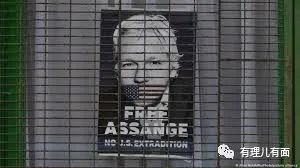 FREE
ASSANGE
NO U.S. EXTRADITION
有理儿有面